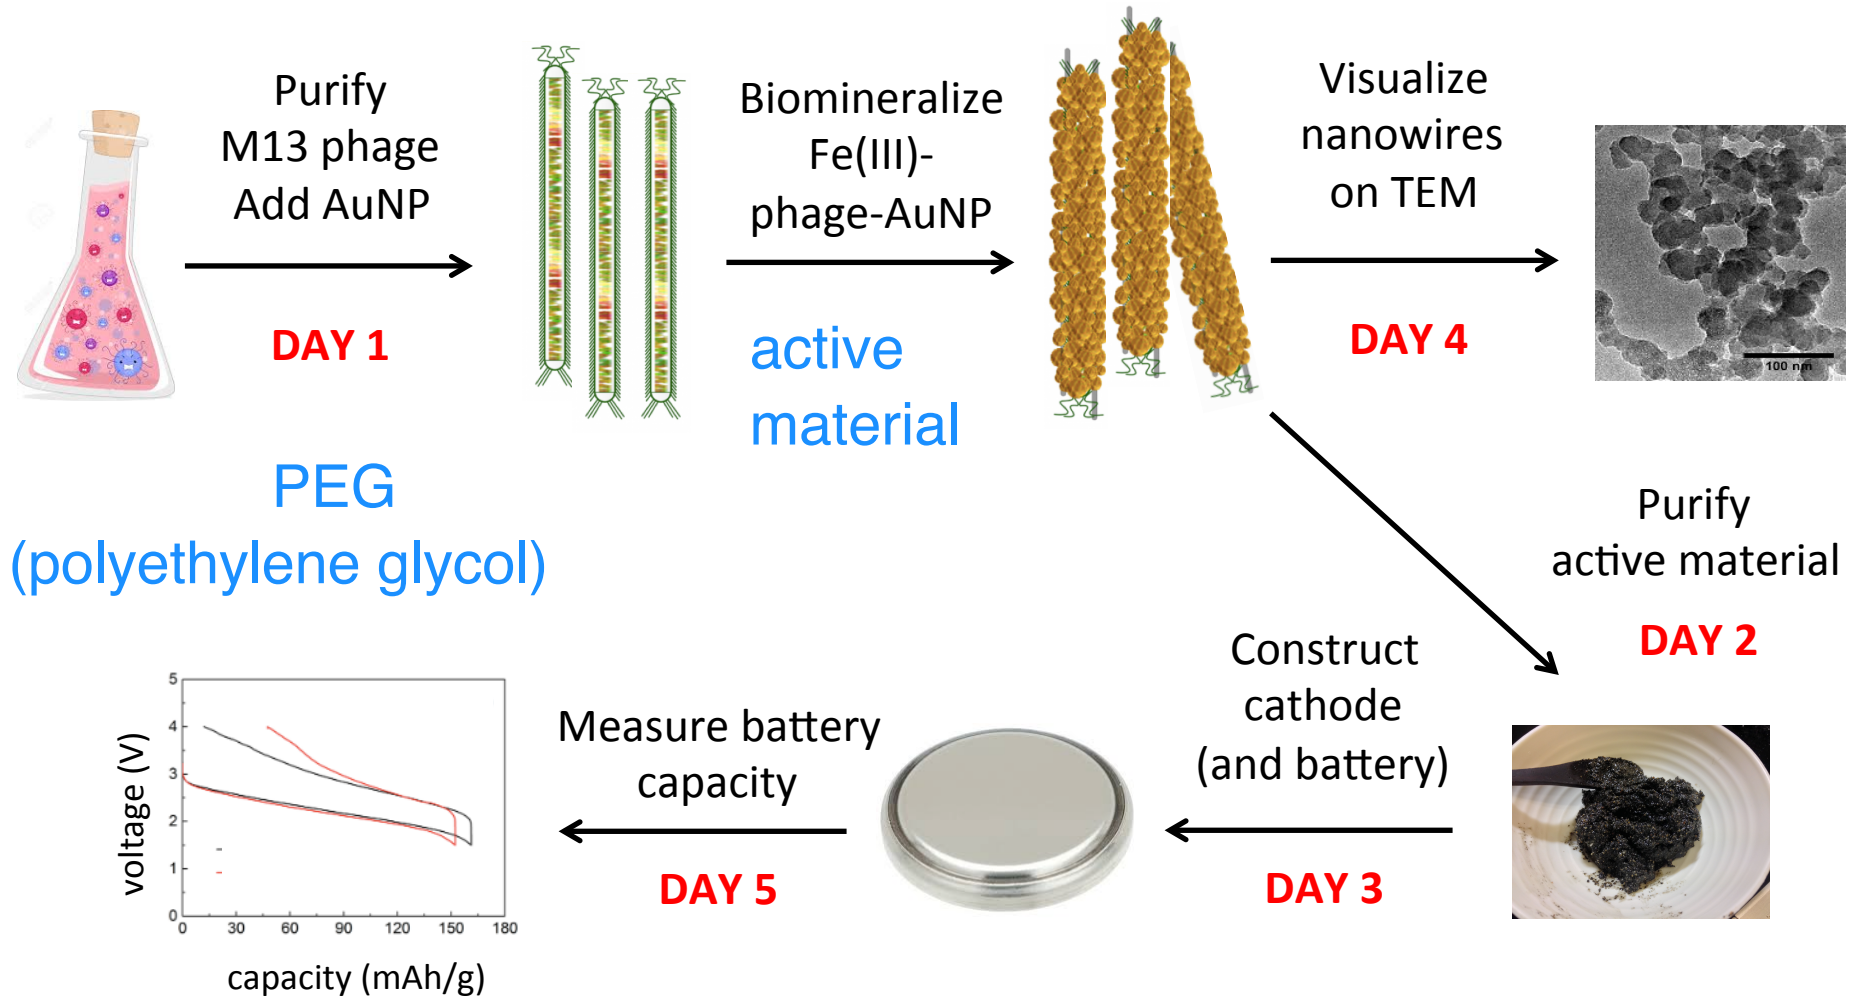 Purify
M13 phage
Add AuNP
DAY 1
PEG
(polyethylene glycol)
Biomineralize
Fe(III)-
phage-AuNP
active
material
Visualize
nanowires
on TEM
DAY 4
100 nm
Purify
active material
DAY 2
Construct
cathode
(and battery)
DAY 3
Measure battery
capacity
DAY 5
voltage (V)
5
4
3
2
1
0
0 30 60 90 120 150 180
capacity (mAh/g)